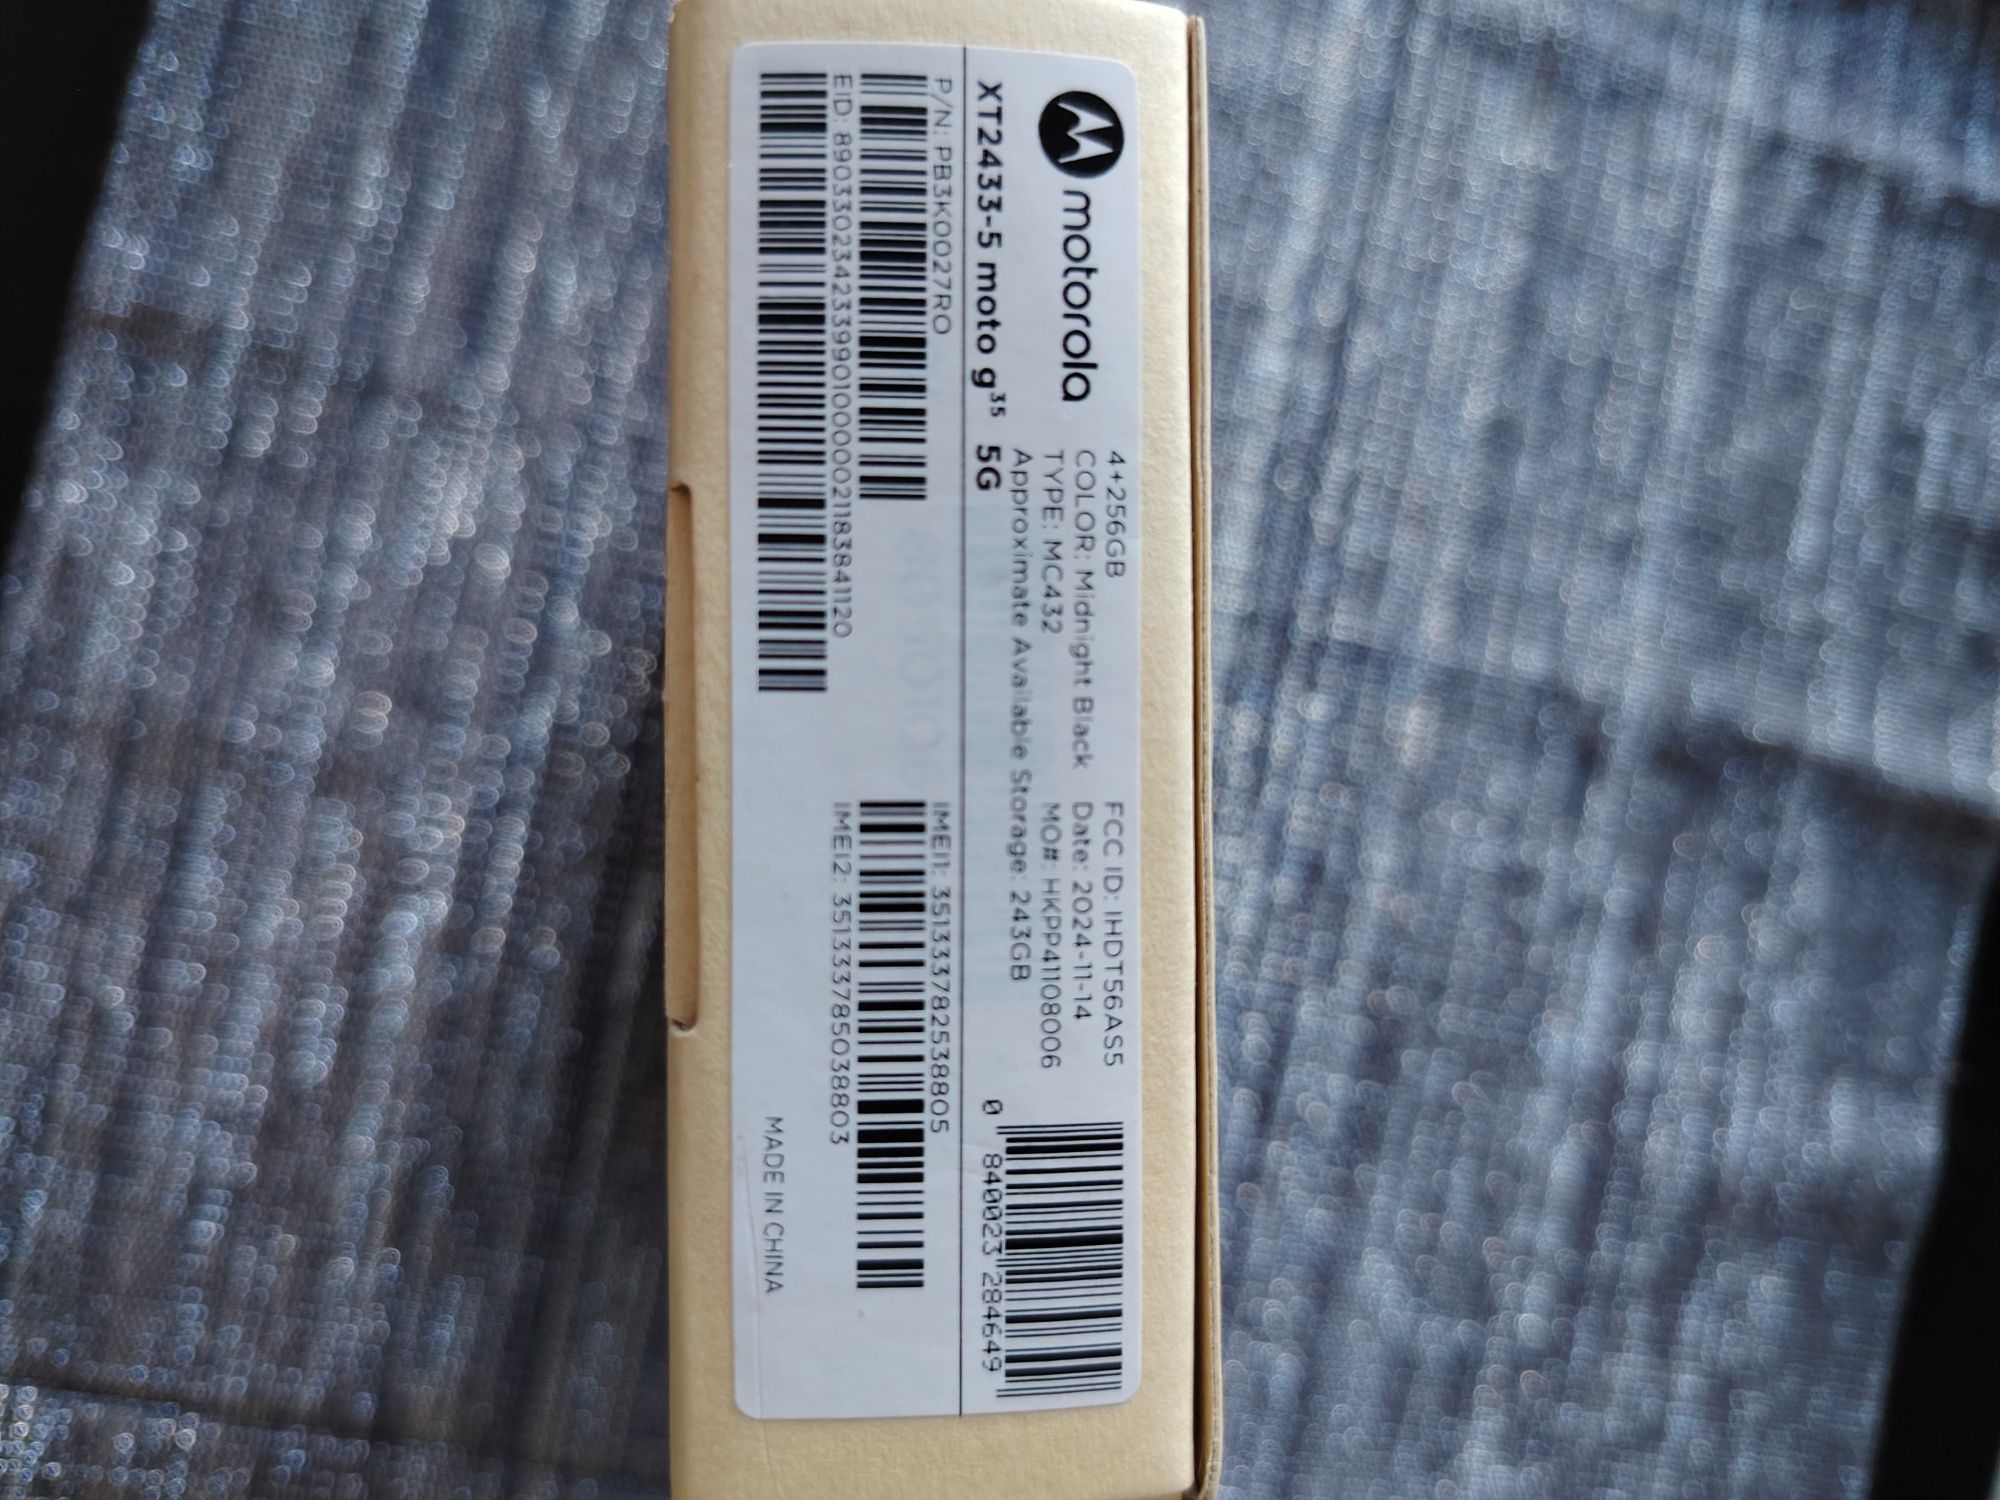 motorola
XT2433-5 moto g³⁵ 5G
4+256GB
COLOR: Midnight Black
TYPE: MC432
Approximate Available Storage: 243GB
FCC ID: IHDT56AS5
Date: 2024-11-14
MO# HKPP41108006
0 840023 284649
P/N: PB3K0027RO
EID: 89033023423399010000021183841120
IMEI1: 351333782538805
IMEI2: 351333785038803
MADE IN CHINA